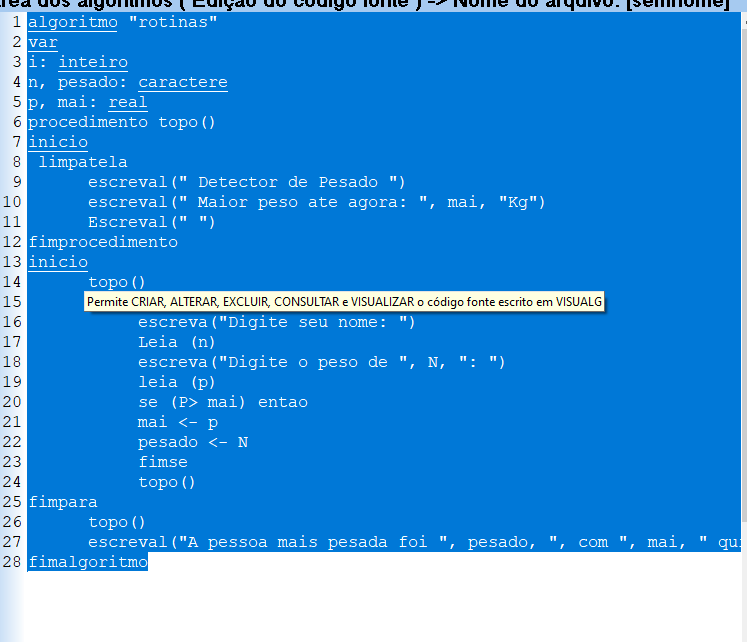 área dos algoritmos ( Edição do código fonte ) -> Nome do arquivo: [semnome]
1 algoritmo "rotinas"
2 var
3 i: inteiro
4 n, pesado: caractere
5 p, mai: real
6 procedimento topo()
7 inicio
8 limpatela
9 escreval(" Detector de Pesado ")
10 escreval(" Maior peso ate agora: ", mai, "Kg")
11 Escreval(" ")
12 fimprocedimento
13 inicio
14 topo()
15 Permite CRIAR, ALTERAR, EXCLUIR, CONSULTAR e VISUALIZAR o código fonte escrito em VISUALG
16 escreva("Digite seu nome: ")
17 Leia (n)
18 escreva("Digite o peso de ", N, ": ")
19 leia (p)
20 se (P> mai) entao
21 mai <- p
22 pesado <- N
23 fimse
24 topo()
25 fimpara
26 topo()
27 escreval("A pessoa mais pesada foi ", pesado, ", com ", mai, " qui
28 fimalgoritmo